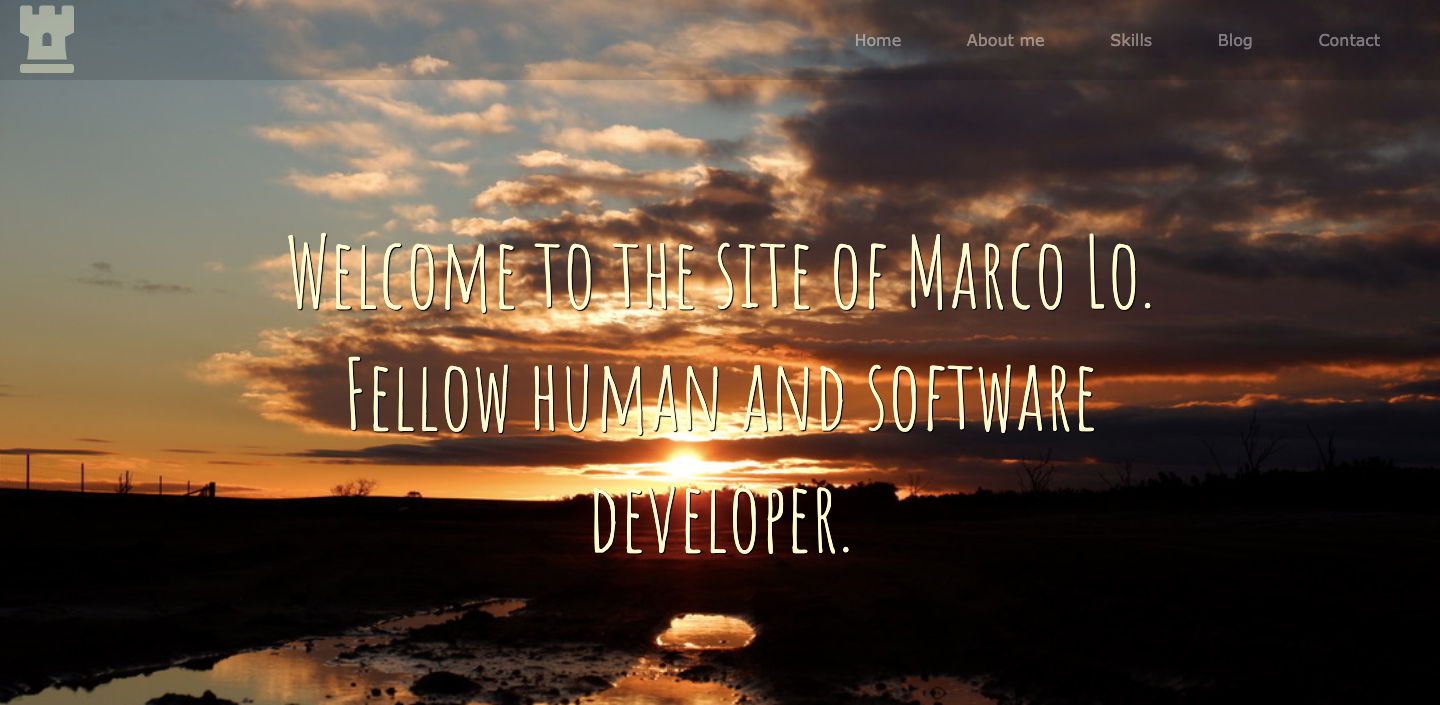 Home About me Skills Blog Contact
Welcome to the site of Marco Lo.
Fellow human and software
developer.